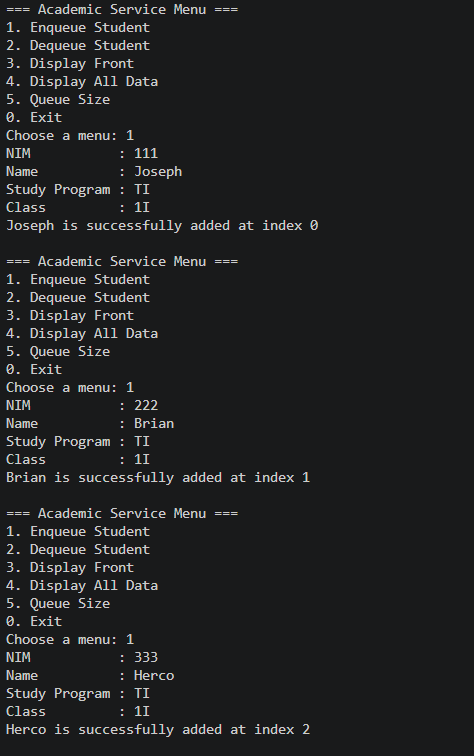 === Academic Service Menu ===
1. Enqueue Student
2. Dequeue Student
3. Display Front
4. Display All Data
5. Queue Size
0. Exit
Choose a menu: 1
NIM           : 111
Name          : Joseph
Study Program : TI
Class         : 1I
Joseph is successfully added at index 0

=== Academic Service Menu ===
1. Enqueue Student
2. Dequeue Student
3. Display Front
4. Display All Data
5. Queue Size
0. Exit
Choose a menu: 1
NIM           : 222
Name          : Brian
Study Program : TI
Class         : 1I
Brian is successfully added at index 1

=== Academic Service Menu ===
1. Enqueue Student
2. Dequeue Student
3. Display Front
4. Display All Data
5. Queue Size
0. Exit
Choose a menu: 1
NIM           : 333
Name          : Herco
Study Program : TI
Class         : 1I
Herco is successfully added at index 2